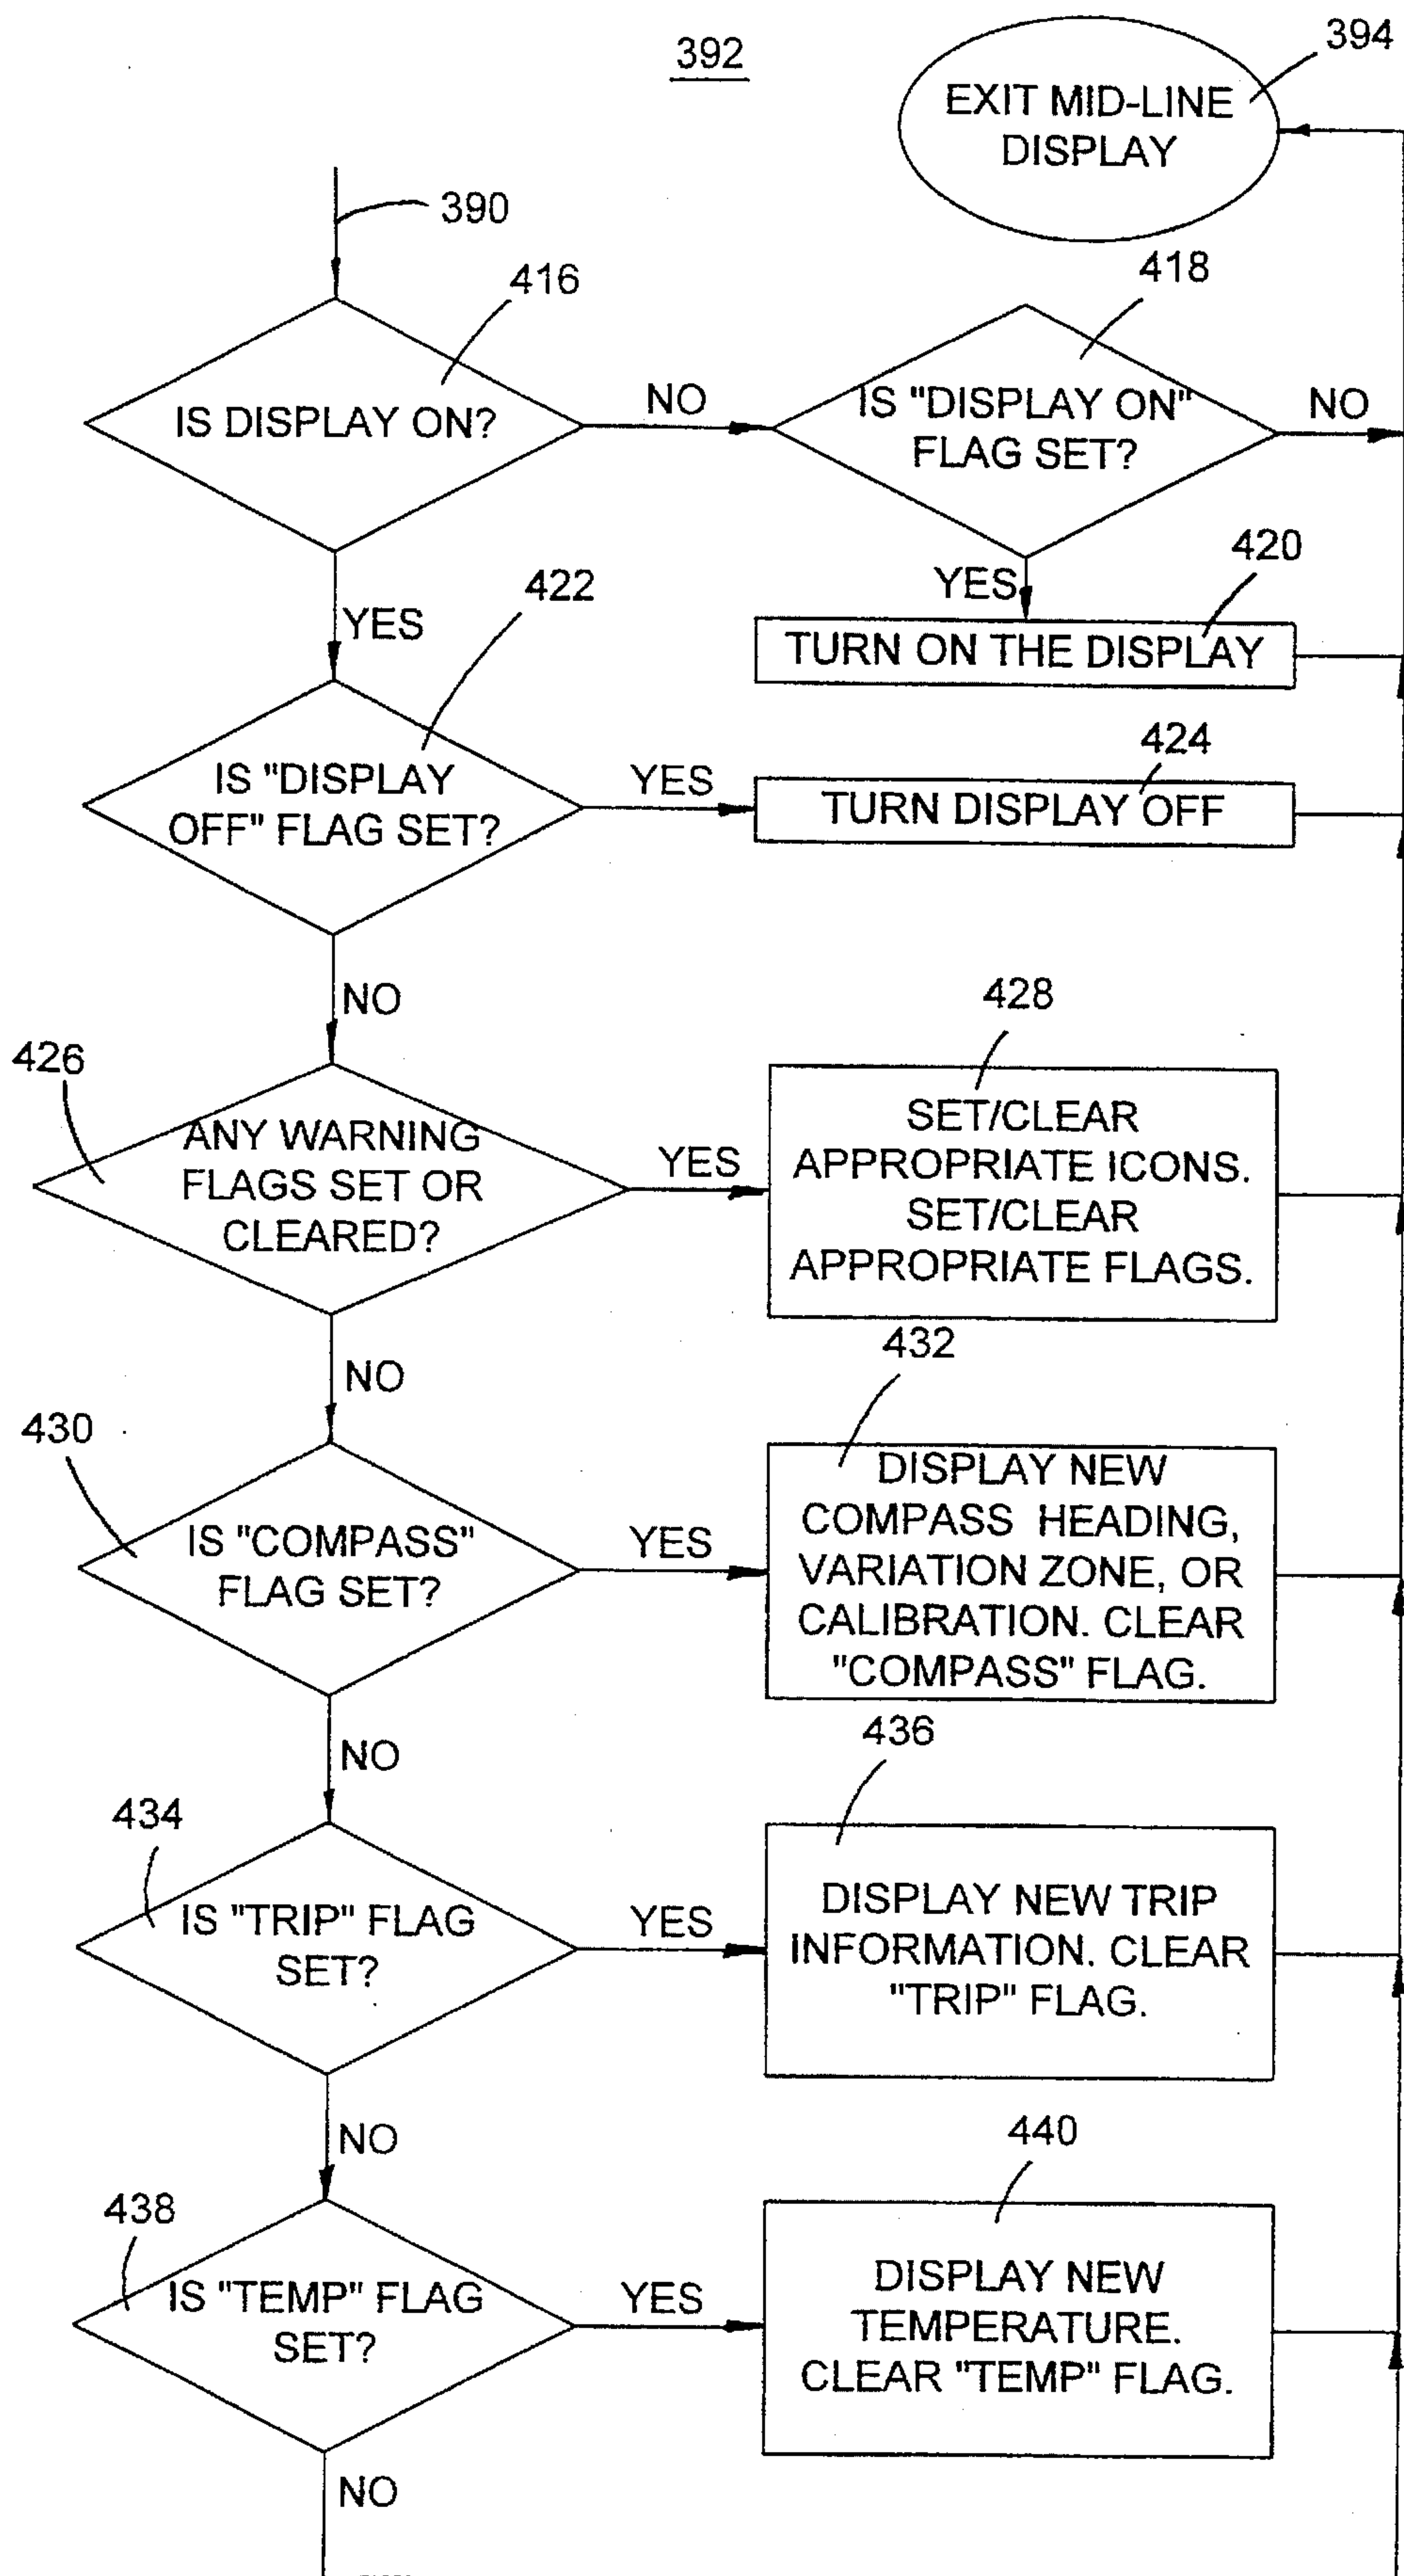 392
394
EXIT MID-LINE
DISPLAY
390
416
418
IS DISPLAY ON?
NO
IS "DISPLAY ON"
FLAG SET?
NO
YES
422
YES
420
TURN ON THE DISPLAY
IS "DISPLAY
OFF" FLAG SET?
YES
424
TURN DISPLAY OFF
NO
426
ANY WARNING
FLAGS SET OR
CLEARED?
YES
428
SET/CLEAR
APPROPRIATE ICONS.
SET/CLEAR
APPROPRIATE FLAGS.
NO
430
IS "COMPASS"
FLAG SET?
YES
432
DISPLAY NEW
COMPASS HEADING,
VARIATION ZONE, OR
CALIBRATION. CLEAR
"COMPASS" FLAG.
NO
434
IS "TRIP" FLAG
SET?
YES
436
DISPLAY NEW TRIP
INFORMATION. CLEAR
"TRIP" FLAG.
NO
438
IS "TEMP" FLAG
SET?
YES
440
DISPLAY NEW
TEMPERATURE.
CLEAR "TEMP" FLAG.
NO